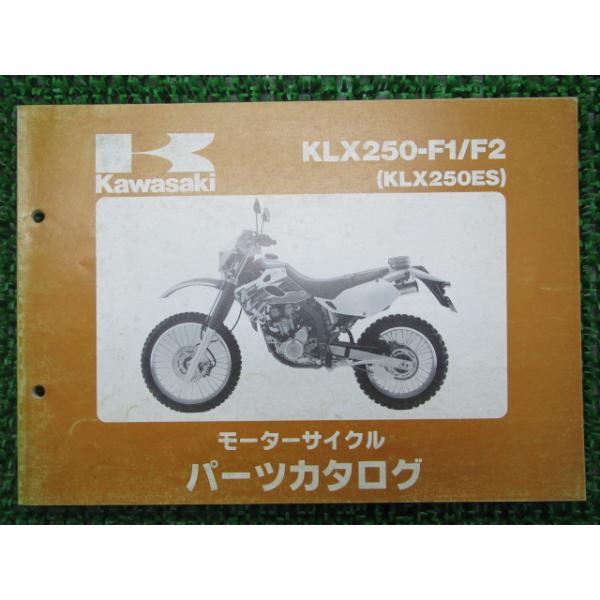 KLX250-F1/F2
Kawasaki
(KLX250ES)
モーターサイクル
パーツカタログ